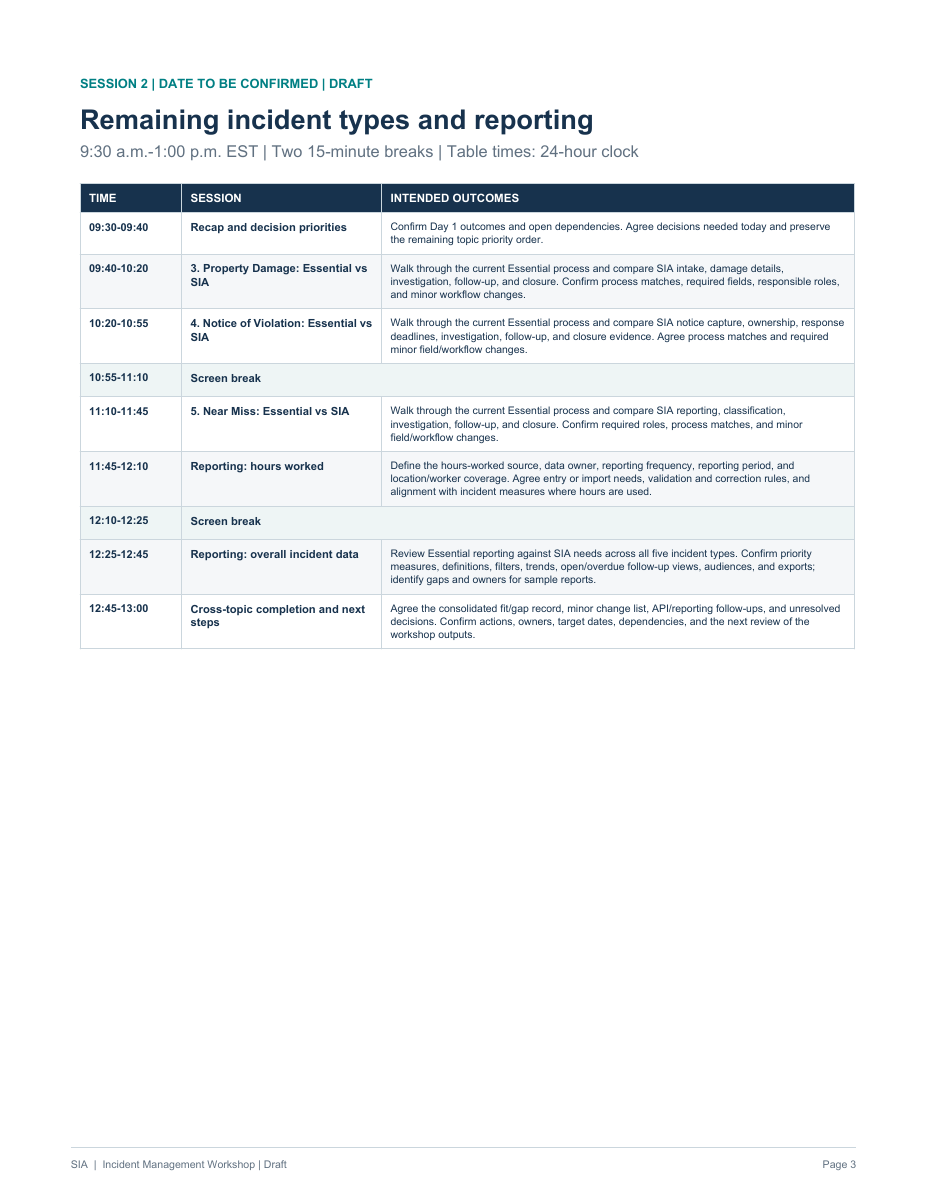 SESSION 2 | DATE TO BE CONFIRMED | DRAFT
Remaining incident types and reporting
9:30 a.m.-1:00 p.m. EST | Two 15-minute breaks | Table times: 24-hour clock
TIME SESSION INTENDED OUTCOMES
09:30-09:40 Recap and decision priorities Confirm Day 1 outcomes and open dependencies. Agree decisions needed today and preserve
the remaining topic priority order.
09:40-10:20 3. Property Damage: Essential vs
SIA
Walk through the current Essential process and compare SIA intake, damage details,
investigation, follow-up, and closure. Confirm process matches, required fields, responsible roles,
and minor workflow changes.
10:20-10:55 4. Notice of Violation: Essential vs
SIA
Walk through the current Essential process and compare SIA notice capture, ownership, response
deadlines, investigation, follow-up, and closure evidence. Agree process matches and required
minor field/workflow changes.
10:55-11:10 Screen break
11:10-11:45 5. Near Miss: Essential vs SIA
Walk through the current Essential process and compare SIA reporting, classification,
investigation, follow-up, and closure. Confirm required roles, process matches, and minor
field/workflow changes.
11:45-12:10 Reporting: hours worked
Define the hours-worked source, data owner, reporting frequency, reporting period, and
location/worker coverage. Agree entry or import needs, validation and correction rules, and
alignment with incident measures where hours are used.
12:10-12:25 Screen break
12:25-12:45 Reporting: overall incident data
Review Essential reporting against SIA needs across all five incident types. Confirm priority
measures, definitions, filters, trends, open/overdue follow-up views, audiences, and exports;
identify gaps and owners for sample reports.
12:45-13:00 Cross-topic completion and next
steps
Agree the consolidated fit/gap record, minor change list, API/reporting follow-ups, and unresolved
decisions. Confirm actions, owners, target dates, dependencies, and the next review of the
workshop outputs.
SIA | Incident Management Workshop | Draft Page 3